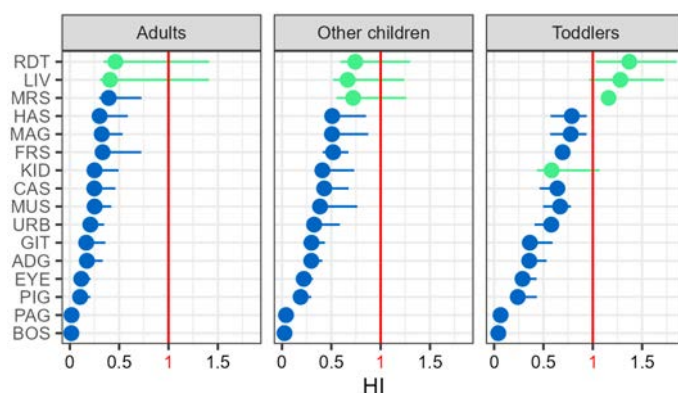 Adults Other children Toddlers
RDT
LIV
MRS
HAS
MAG
FRS
KID
CAS
MUS
URB
GIT
ADG
EYE
PIG
PAG
BOS
0 0.5 1 1.5 0 0.5 1 1.5 0 0.5 1 1.5
HI